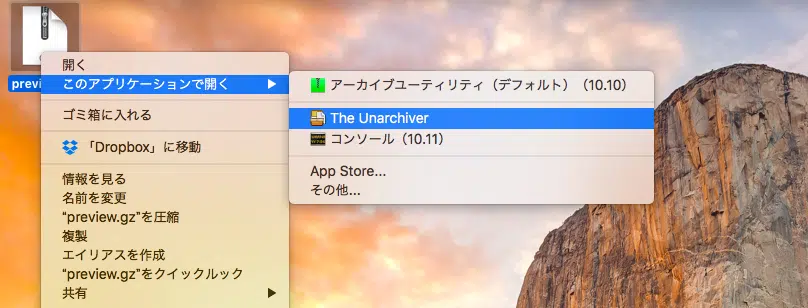 previ
開く
このアプリケーションで開く
アーカイブユーティリティ（デフォルト）（10.10）
ゴミ箱に入れる
The Unarchiver
コンソール（10.11）
「Dropbox」に移動
App Store...
情報を見る
その他...
名前を変更
“preview.gz”を圧縮
複製
エイリアスを作成
“preview.gz”をクイックルック
共有